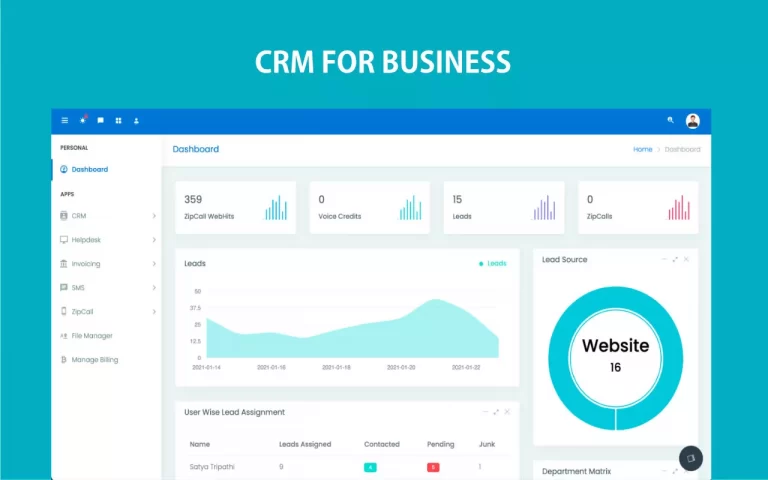 CRM FOR BUSINESS
PERSONAL
Dashboard
APPS
CRM
Helpdesk
Invoicing
SMS
ZipCall
File Manager
Manage Billing
Dashboard
Home > Dashboard
359
ZipCall WebHits
0
Voice Credits
15
Leads
0
ZipCalls
Leads
Leads
50
37.5
25
12.5
0
2021-01-14
2021-01-16
2021-01-18
2021-01-20
2021-01-22
Lead Source
Website
16
User Wise Lead Assignment
Name Leads Assigned Contacted Pending Junk
Satya Tripathi 9 4 5 1
Department Matrix